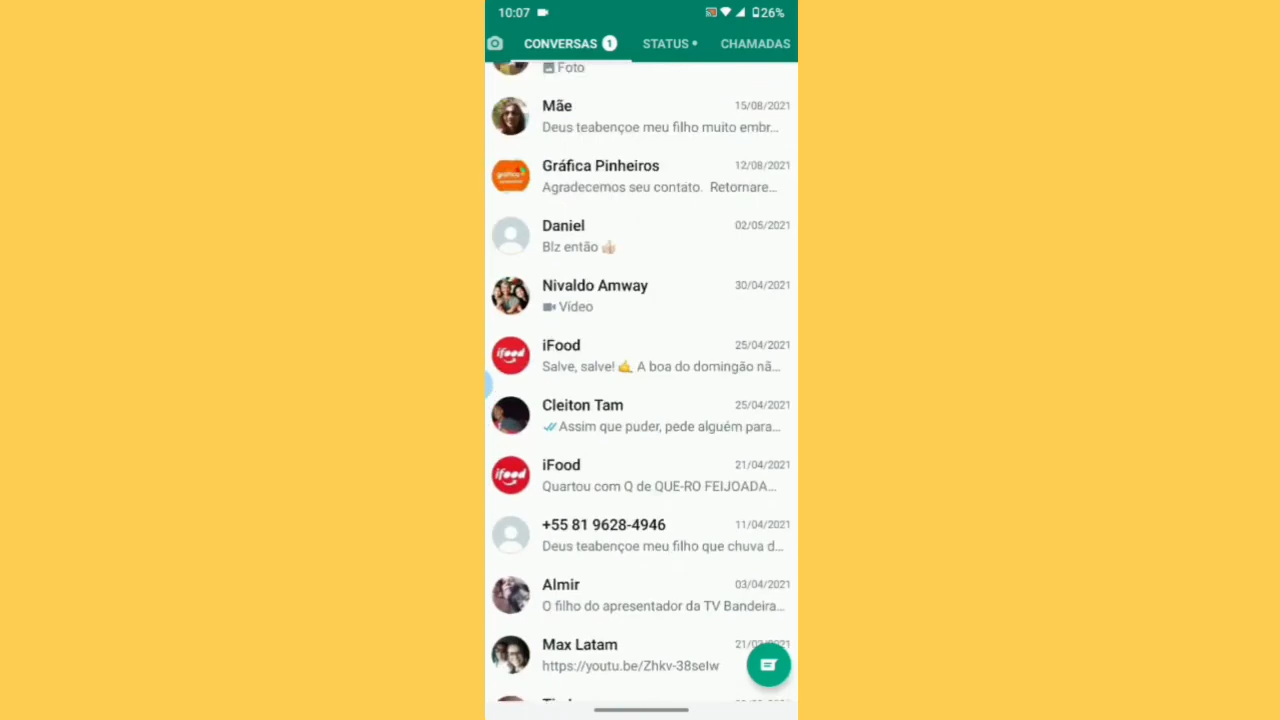 10:07 26%
CONVERSAS 1 STATUS CHAMADAS
Foto
Mãe 15/08/2021
Deus teabençoe meu filho muito embr...
Gráfica Pinheiros 12/08/2021
Agradecemos seu contato. Retornare...
Daniel 02/05/2021
Blz então 👍🏻
Nivaldo Amway 30/04/2021
Vídeo
iFood 25/04/2021
Salve, salve! 🤙 A boa do domingão nã...
Cleiton Tam 25/04/2021
Assim que puder, pede alguém para...
iFood 21/04/2021
Quartou com Q de QUE-RO FEIJOADA...
+55 81 9628-4946 11/04/2021
Deus teabençoe meu filho que chuva d...
Almir 03/04/2021
O filho do apresentador da TV Bandeira...
Max Latam
https://youtu.be/Zhkv-38seIw